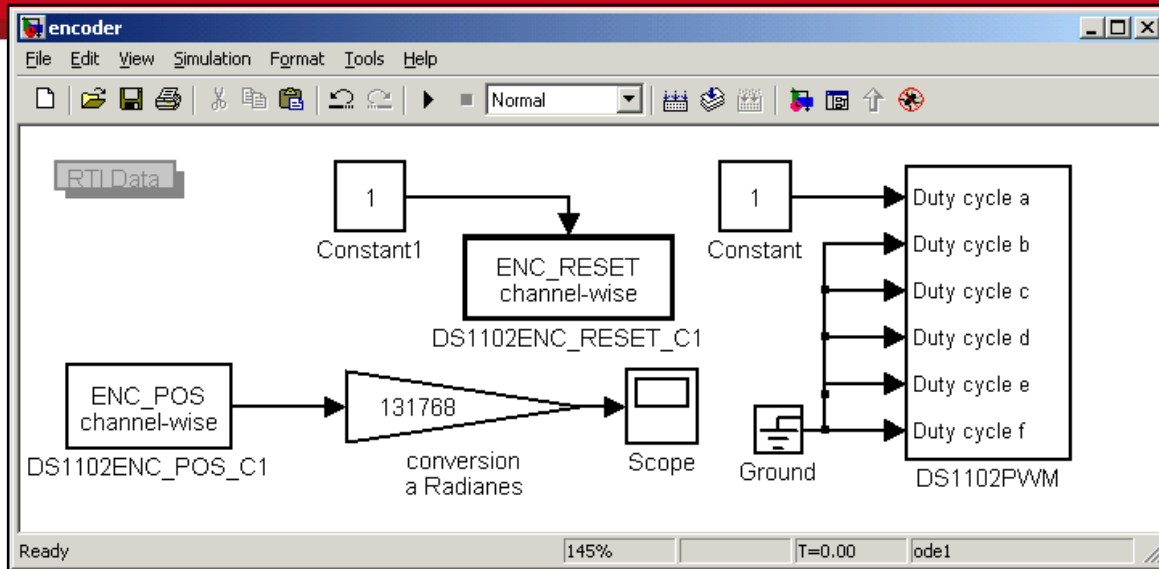 encoder
File Edit View Simulation Format Tools Help
Normal
RTI Data
1
Constant1
ENC_RESET
channel-wise
DS1102ENC_RESET_C1
1
Constant
Duty cycle a
Duty cycle b
Duty cycle c
Duty cycle d
Duty cycle e
Duty cycle f
DS1102PWM
ENC_POS
channel-wise
DS1102ENC_POS_C1
131768
conversion
a Radianes
Scope
Ground
Ready 145% T=0.00 ode1